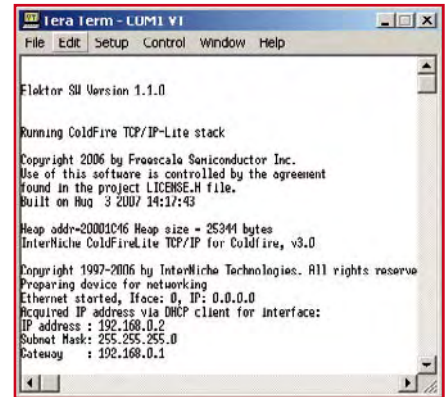 Tera Term - COM1 VT
File Edit Setup Control Window Help
Elektor SW Version 1.1.0
Running ColdFire TCP/IP-Lite stack
Copyright 2006 by Freescale Semiconductor Inc.
Use of this software is controlled by the agreement
found in the project LICENSE.H file.
Built on Aug 3 2007 14:17:43
Heap addr=20001C46 Heap size = 25344 bytes
InterNiche ColdFireLite TCP/IP for Coldfire, v3.0
Copyright 1997-2006 by InterNiche Technologies. All rights reserve
Preparing device for networking
Ethernet started, Iface: 0, IP: 0.0.0.0
Acquired IP address via DHCP client for interface:
IP address : 192.168.0.2
Subnet Mask: 255.255.255.0
Gateway : 192.168.0.1